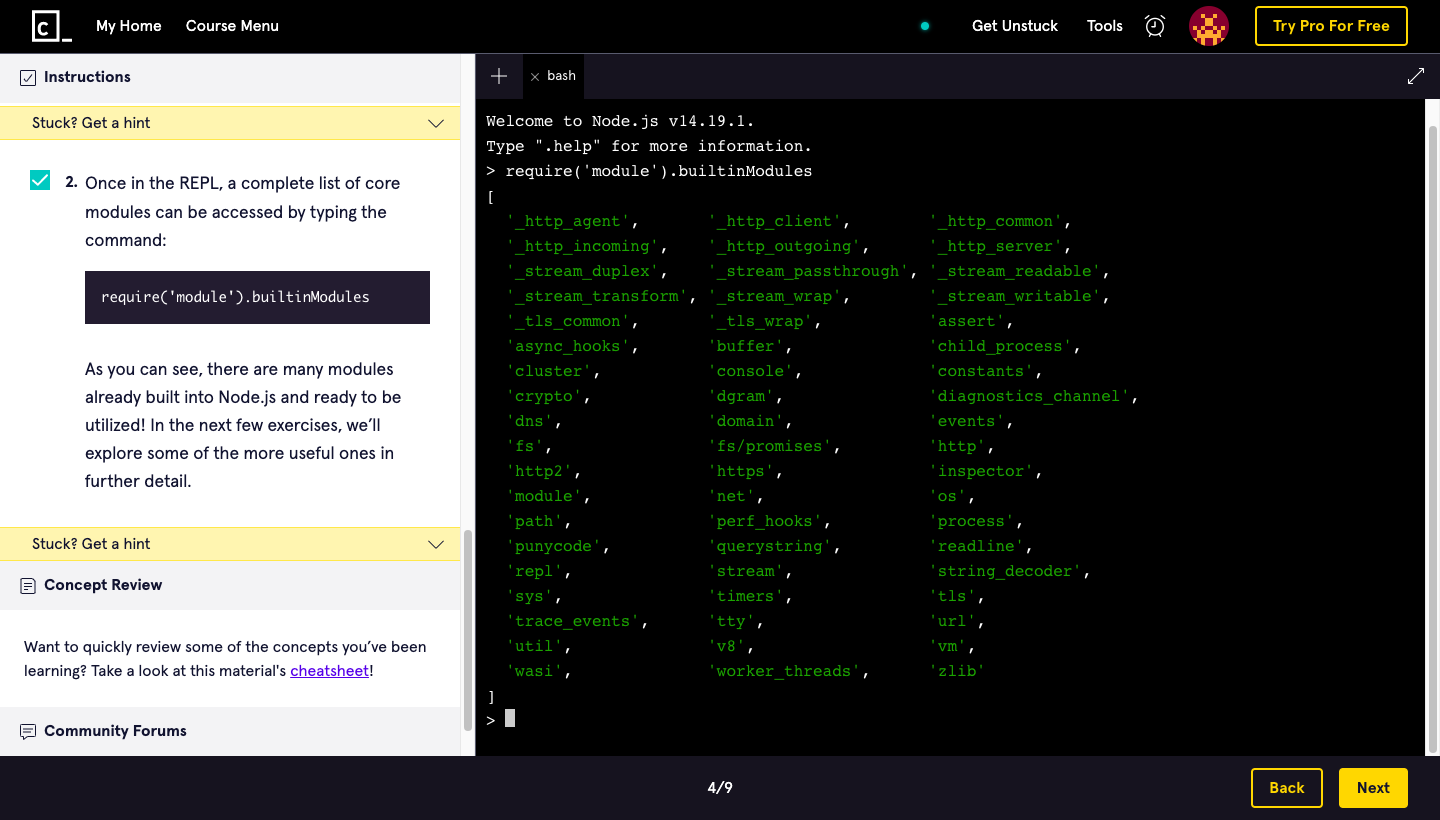 C_ My Home Course Menu Get Unstuck Tools Try Pro For Free
Instructions
Stuck? Get a hint
2. Once in the REPL, a complete list of core
modules can be accessed by typing the
command:
require('module').builtinModules
As you can see, there are many modules
already built into Node.js and ready to be
utilized! In the next few exercises, we’ll
explore some of the more useful ones in
further detail.
Stuck? Get a hint
Concept Review
Want to quickly review some of the concepts you’ve been
learning? Take a look at this material's cheatsheet!
Community Forums
bash
Welcome to Node.js v14.19.1.
Type ".help" for more information.
> require('module').builtinModules
[
'_http_agent', '_http_client', '_http_common',
'_http_incoming', '_http_outgoing', '_http_server',
'_stream_duplex', '_stream_passthrough', '_stream_readable',
'_stream_transform', '_stream_wrap', '_stream_writable',
'_tls_common', '_tls_wrap', 'assert',
'async_hooks', 'buffer', 'child_process',
'cluster', 'console', 'constants',
'crypto', 'dgram', 'diagnostics_channel',
'dns', 'domain', 'events',
'fs', 'fs/promises', 'http',
'http2', 'https', 'inspector',
'module', 'net', 'os',
'path', 'perf_hooks', 'process',
'punycode', 'querystring', 'readline',
'repl', 'stream', 'string_decoder',
'sys', 'timers', 'tls',
'trace_events', 'tty', 'url',
'util', 'v8', 'vm',
'wasi', 'worker_threads', 'zlib'
]
>
4/9
Back Next